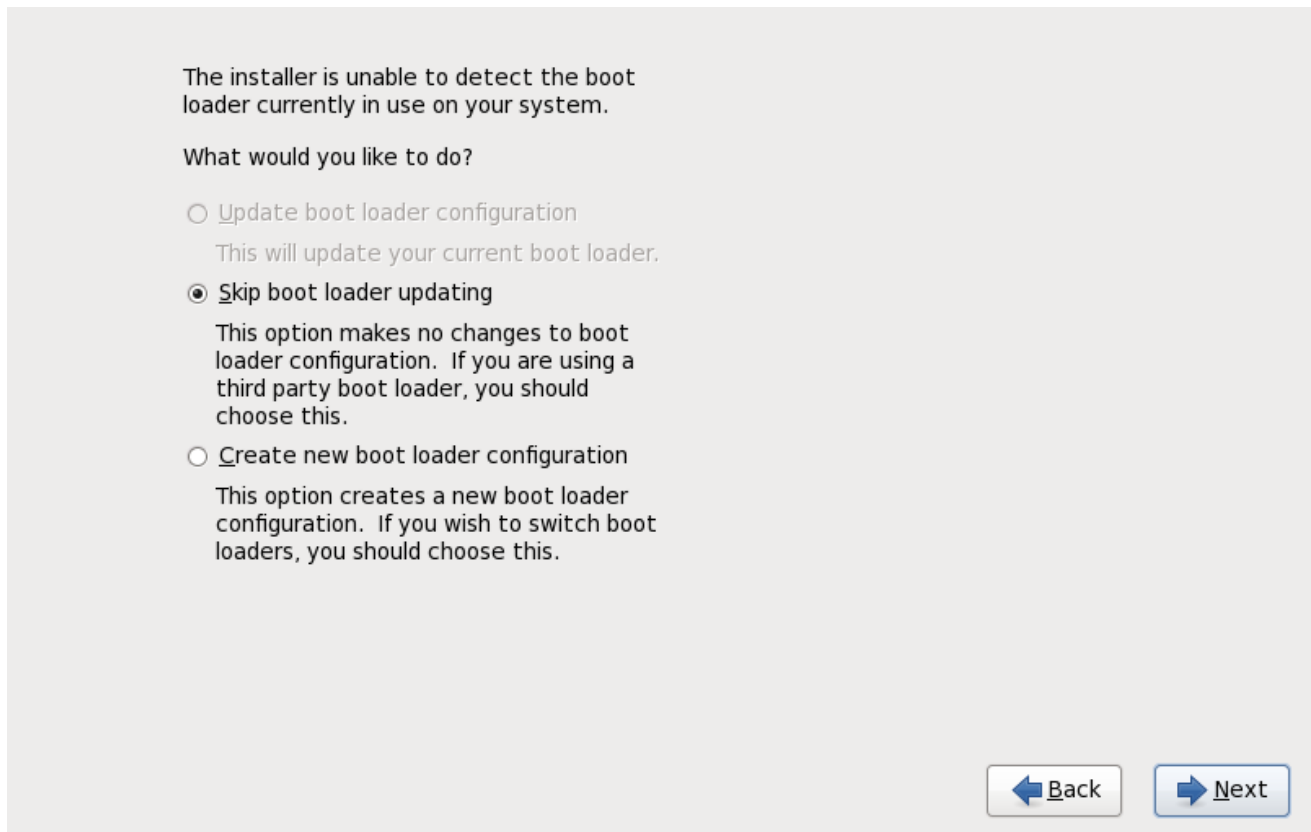 The installer is unable to detect the boot
loader currently in use on your system.
What would you like to do?
Update boot loader configuration
This will update your current boot loader.
Skip boot loader updating
This option makes no changes to boot
loader configuration.  If you are using a
third party boot loader, you should
choose this.
Create new boot loader configuration
This option creates a new boot loader
configuration.  If you wish to switch boot
loaders, you should choose this.
Back
Next